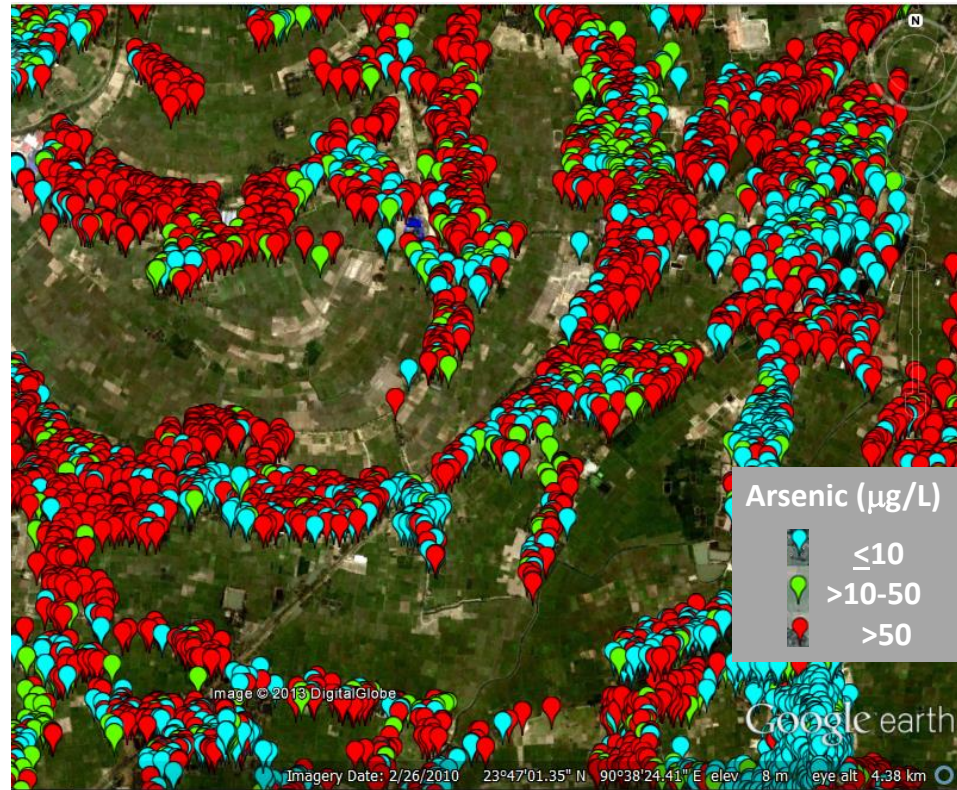 N
Arsenic (µg/L)
≤10
>10-50
>50
Image © 2013 DigitalGlobe
Google earth
Imagery Date: 2/26/2010 23°47'01.35" N 90°38'24.41" E elev 8 m eye alt 4.38 km